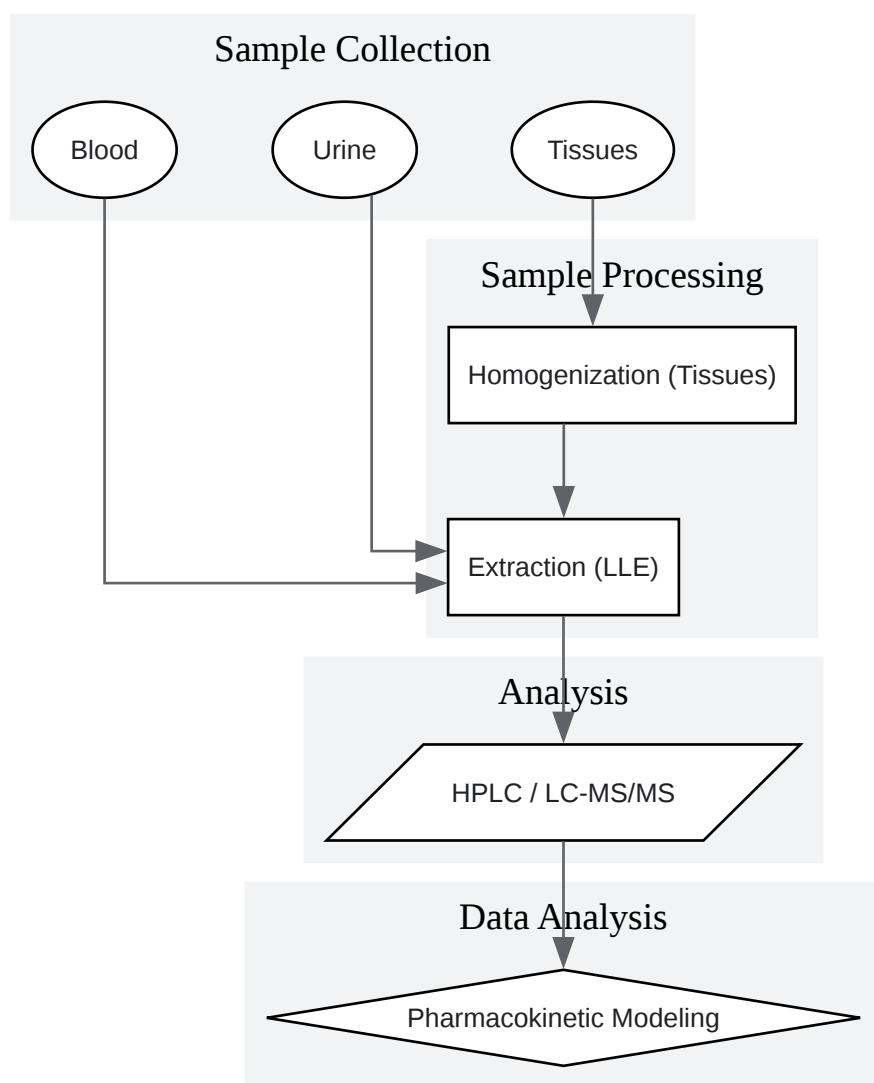 Sample Collection
Blood
Urine
Tissues
Sample Processing
Homogenization (Tissues)
Extraction (LLE)
Analysis
HPLC / LC-MS/MS
Data Analysis
Pharmacokinetic Modeling